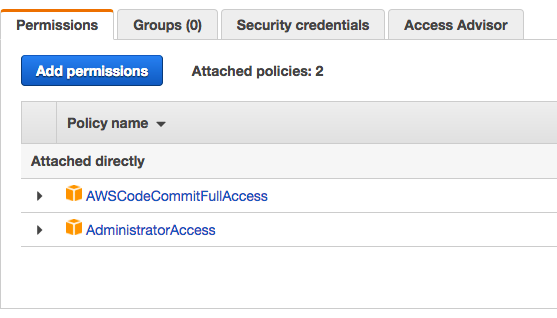 Permissions Groups (0) Security credentials Access Advisor
Add permissions Attached policies: 2
Policy name
Attached directly
AWSCodeCommitFullAccess
AdministratorAccess